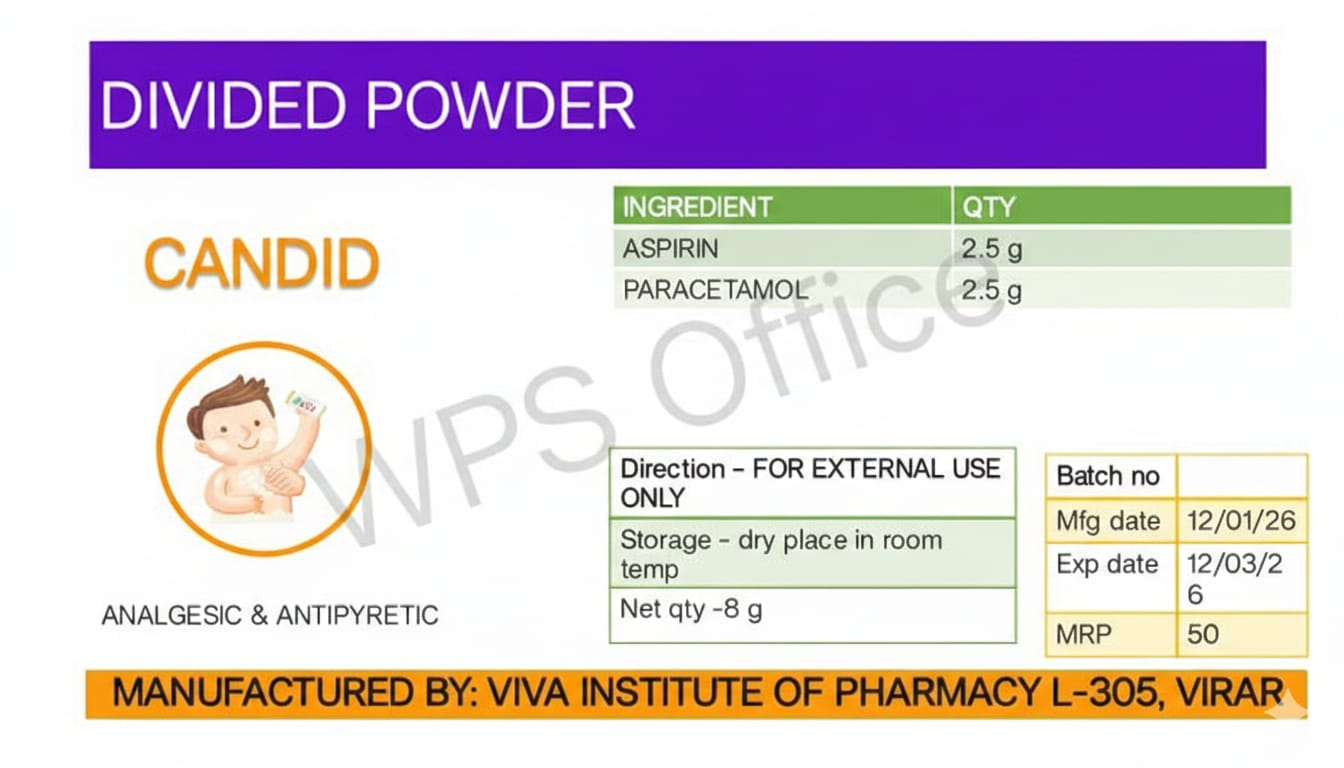 DIVIDED POWDER
CANDID
INGREDIENT QTY
ASPIRIN 2.5 g
PARACETAMOL 2.5 g
WPS Office
Direction – FOR EXTERNAL USE
ONLY
Storage – dry place in room
temp
Net qty -8 g
Batch no
Mfg date 12/01/26
Exp date 12/03/2
6
MRP 50
ANALGESIC & ANTIPYRETIC
MANUFACTURED BY: VIVA INSTITUTE OF PHARMACY L-305, VIRAR